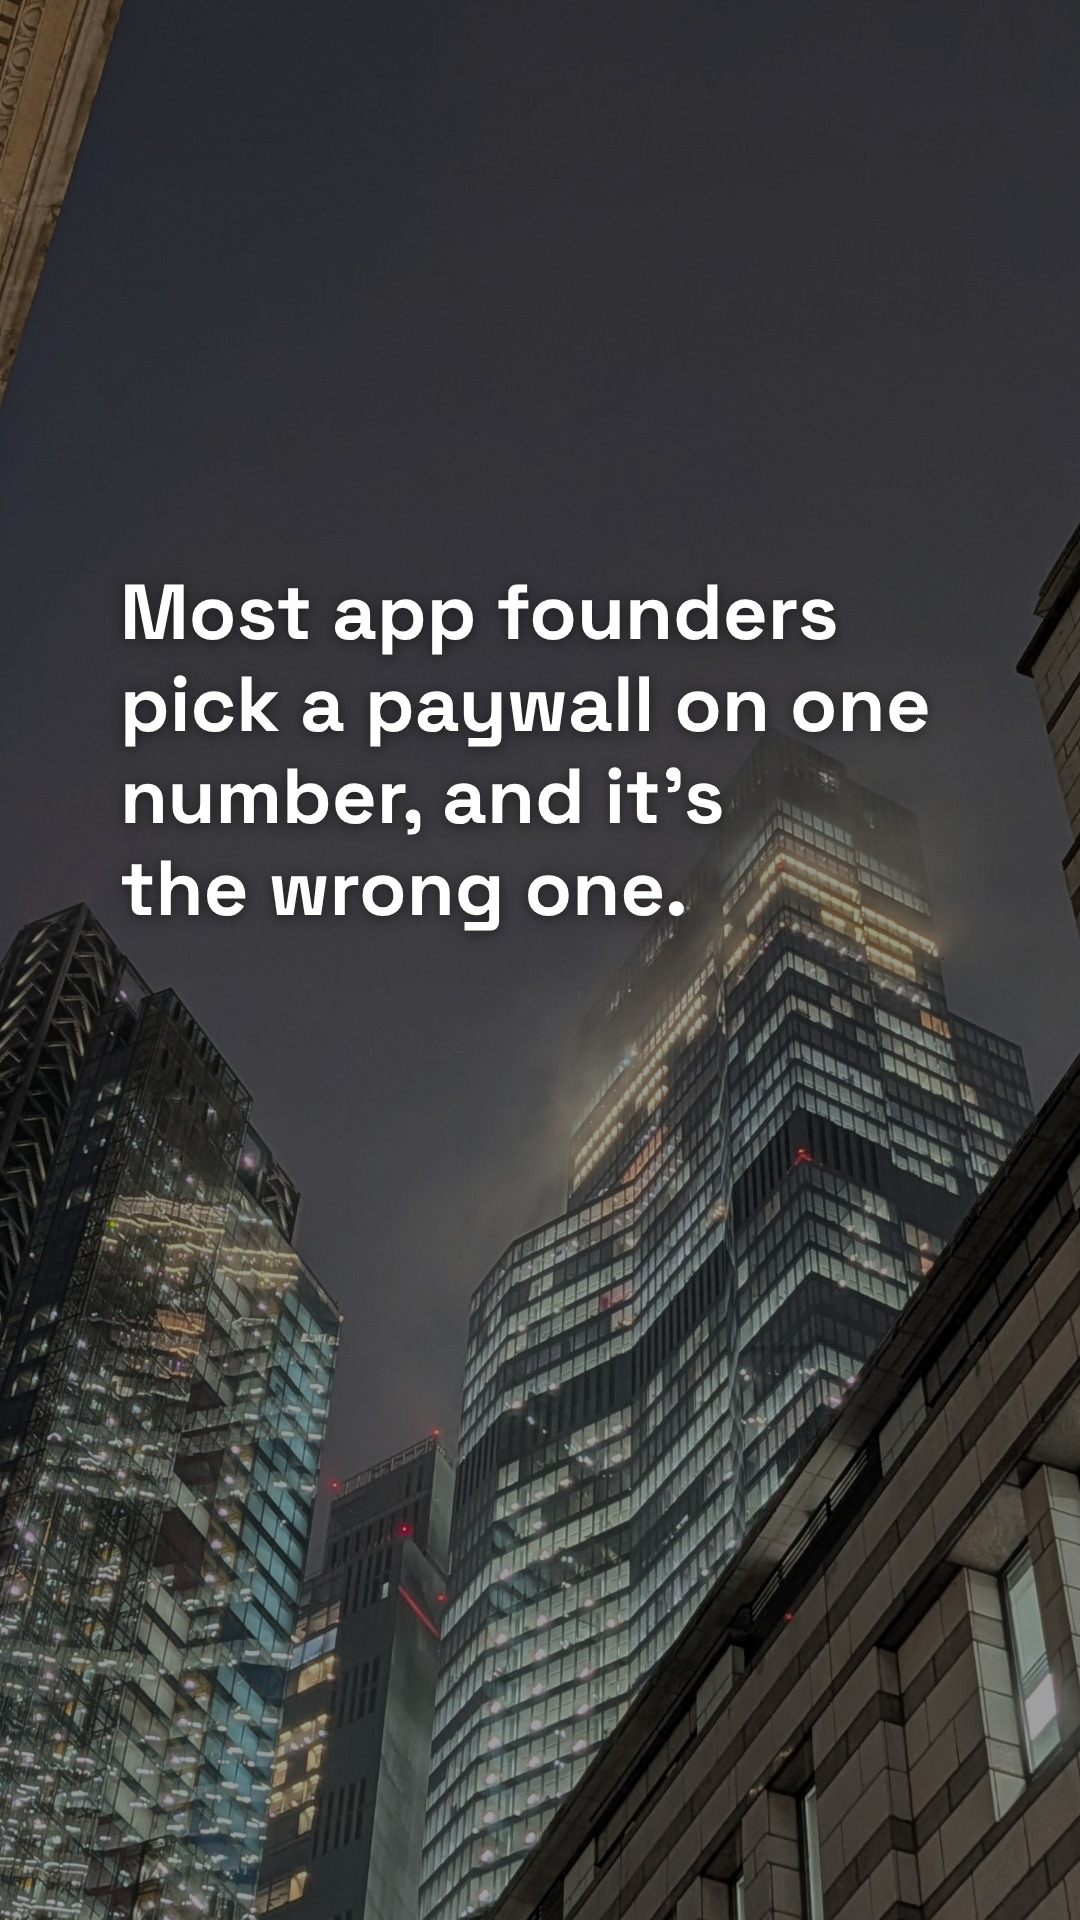 Most app founders
pick a paywall on one
number, and it’s
the wrong one.